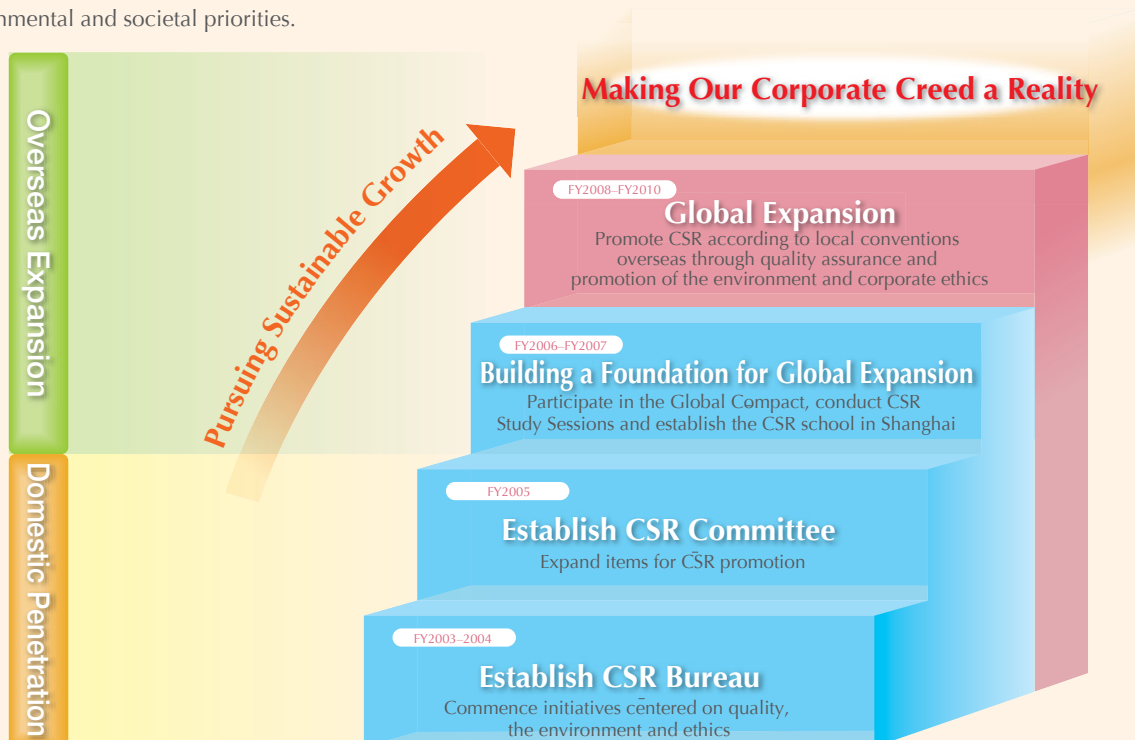 nmental and societal priorities.
Making Our Corporate Creed a Reality
Overseas Expansion
Pursuing Sustainable Growth
FY2008–FY2010
Global Expansion
Promote CSR according to local conventions
overseas through quality assurance and
promotion of the environment and corporate ethics
FY2006–FY2007
Building a Foundation for Global Expansion
Participate in the Global Compact, conduct CSR
Study Sessions and establish the CSR school in Shanghai
Domestic Penetration
FY2005
Establish CSR Committee
Expand items for CSR promotion
FY2003–2004
Establish CSR Bureau
Commence initiatives centered on quality,
the environment and ethics